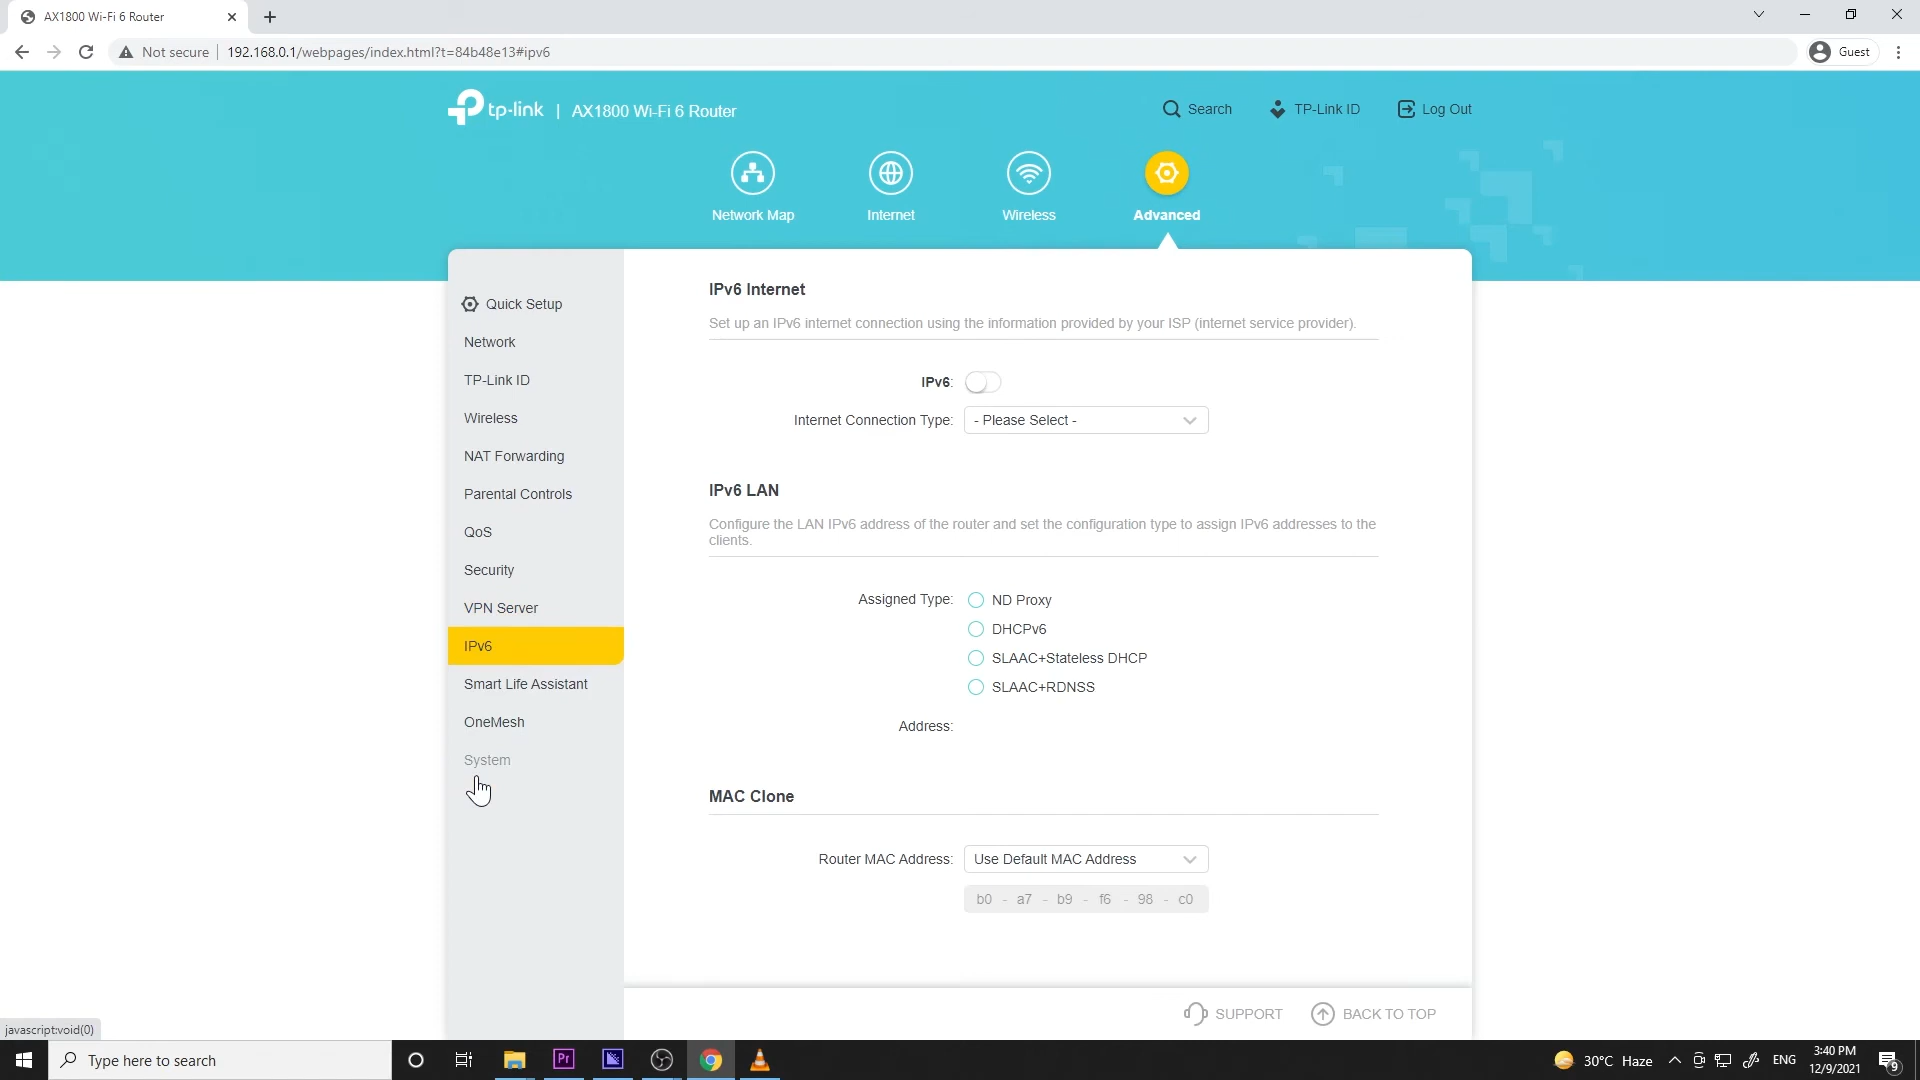 AX1800 Wi-Fi 6 Router
Not secure
192.168.0.1/webpages/index.html?t=84b48e13#ipv6
Guest
tp-link | AX1800 Wi-Fi 6 Router
Search
TP-Link ID
Log Out
Network Map
Internet
Wireless
Advanced
Quick Setup
Network
TP-Link ID
Wireless
NAT Forwarding
Parental Controls
QoS
Security
VPN Server
IPv6
Smart Life Assistant
OneMesh
System
IPv6 Internet
Set up an IPv6 internet connection using the information provided by your ISP (internet service provider).
IPv6:
Internet Connection Type: - Please Select -
IPv6 LAN
Configure the LAN IPv6 address of the router and set the configuration type to assign IPv6 addresses to the
clients.
Assigned Type: ND Proxy
DHCPv6
SLAAC+Stateless DHCP
SLAAC+RDNSS
Address:
MAC Clone
Router MAC Address: Use Default MAC Address
b0 - a7 - b9 - f6 - 98 - c0
SUPPORT
BACK TO TOP
javascript:void(0)
Type here to search
Pr
30°C Haze
ENG
3:40 PM
12/9/2021
9